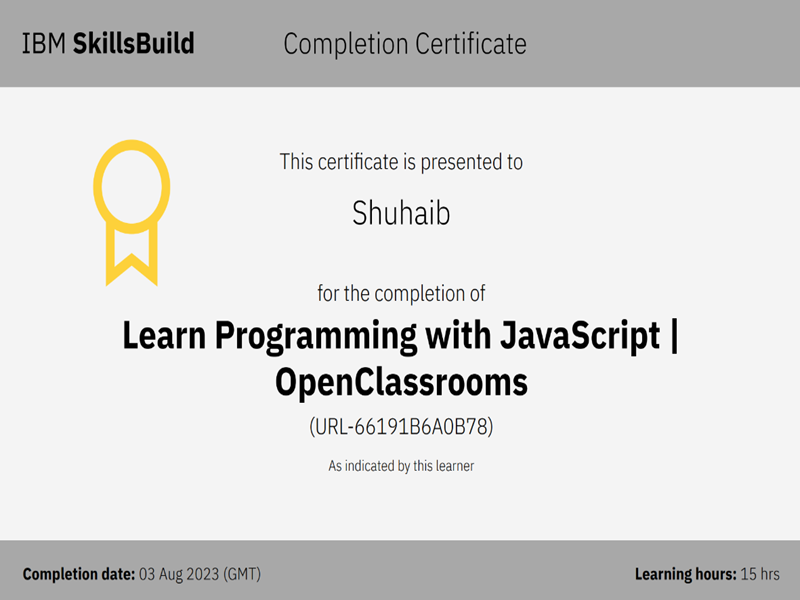 IBM SkillsBuild
Completion Certificate
This certificate is presented to
Shuhaib
for the completion of
Learn Programming with JavaScript |
OpenClassrooms
(URL-66191B6A0B78)
As indicated by this learner
Completion date: 03 Aug 2023 (GMT)
Learning hours: 15 hrs